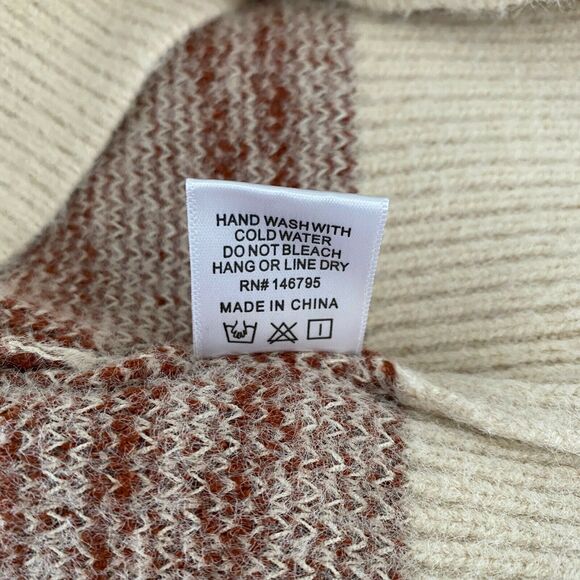 HAND WASH WITH
COLD WATER
DO NOT BLEACH
HANG OR LINE DRY
RN# 146795
MADE IN CHINA